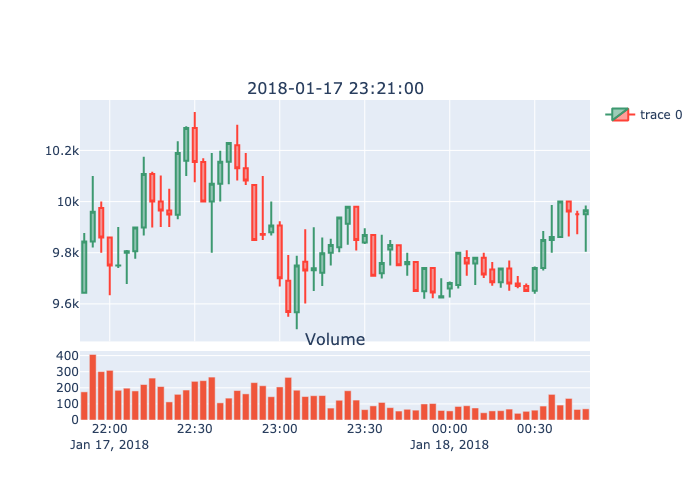 2018-01-17 23:21:00
trace 0
10.2k
10k
9.8k
9.6k
Volume
400
300
200
100
0
22:00 22:30 23:00 23:30 00:00 00:30
Jan 17, 2018 Jan 18, 2018